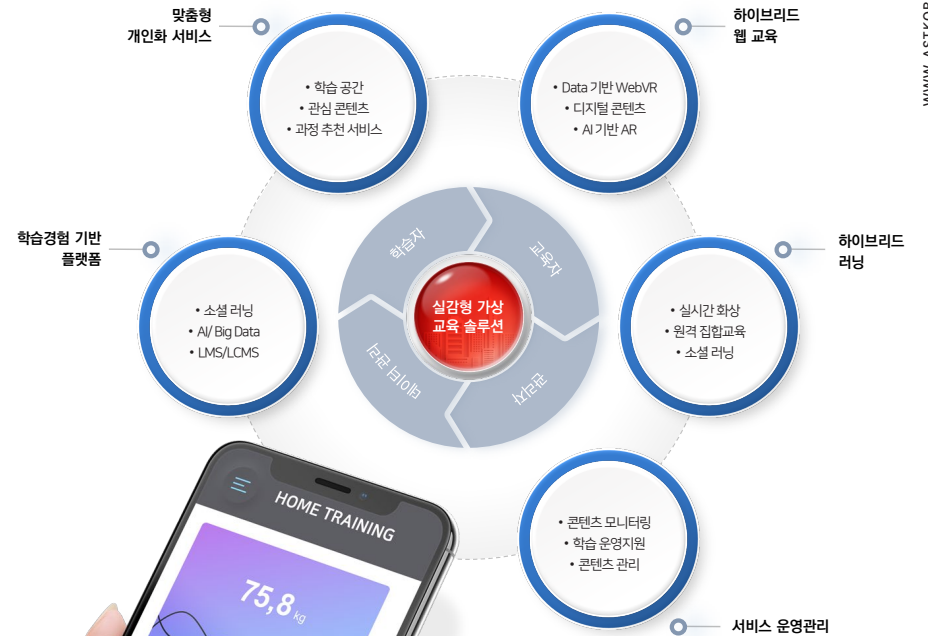 맞춤형
개인화 서비스
• 학습 공간
• 관심 콘텐츠
• 과정 추천 서비스
하이브리드
웹 교육
• Data 기반 WebVR
• 디지털 콘텐츠
• AI 기반 AR
학습경험 기반
플랫폼
• 소셜 러닝
• AI/ Big Data
• LMS/LCMS
학습자
교육자
실감형 가상
교육 솔루션
데이터 관리
관리자
하이브리드
러닝
• 실시간 화상
• 원격 집합교육
• 소셜 러닝
HOME TRAINING
75,8 kg
• 콘텐츠 모니터링
• 학습 운영지원
• 콘텐츠 관리
서비스 운영관리